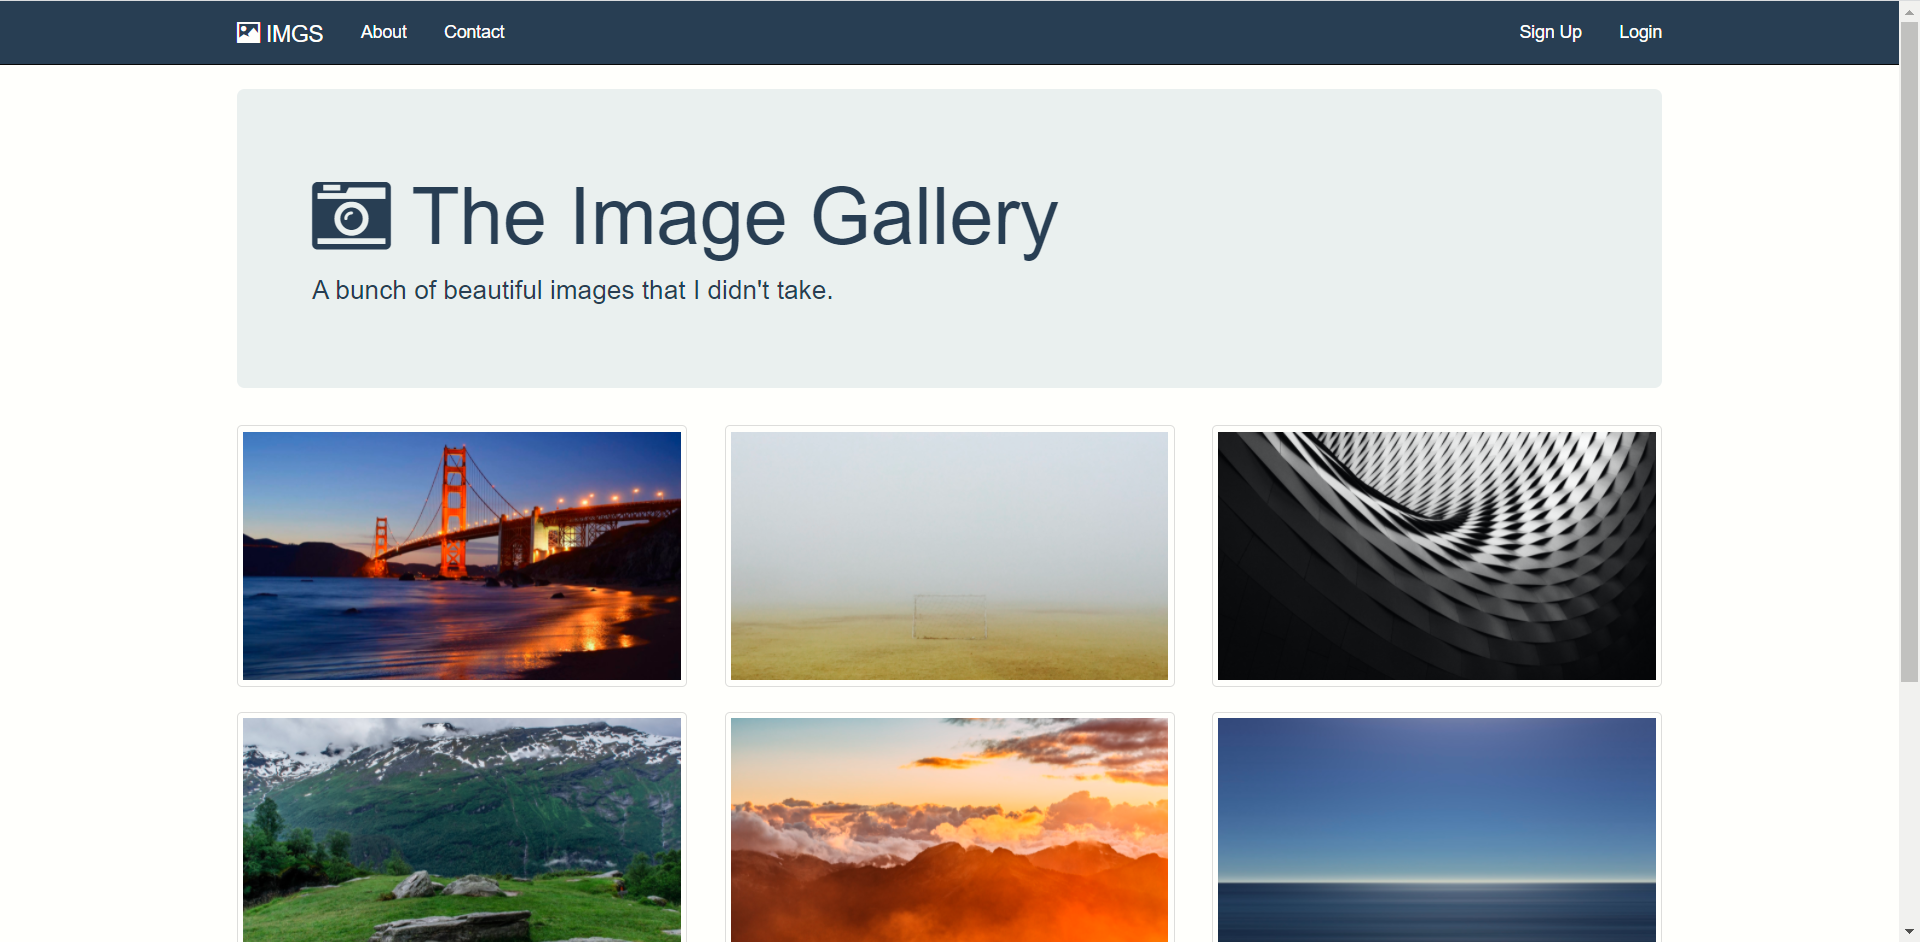 IMGS About Contact Sign Up Login
The Image Gallery
A bunch of beautiful images that I didn't take.